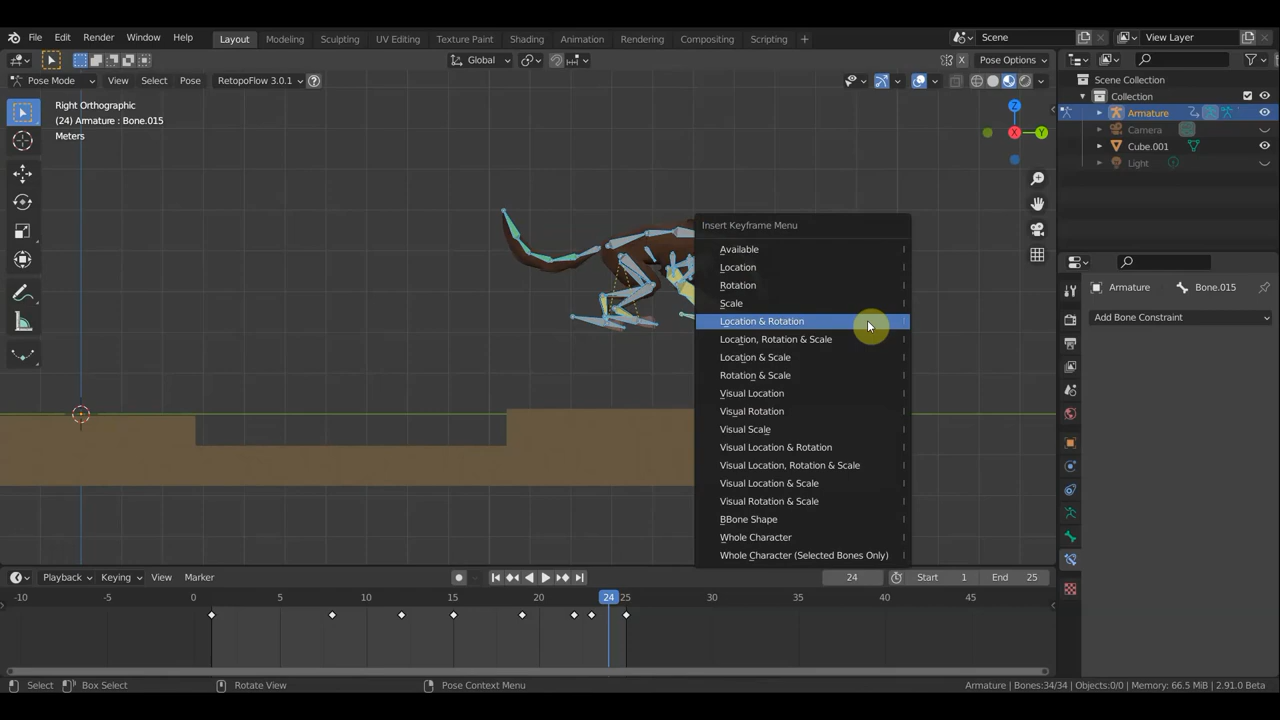 File Edit Render Window Help Layout Modeling Sculpting UV Editing Texture Paint Shading Animation Rendering Compositing Scripting + Scene View Layer
Global Pose Options
Pose Mode View Select Pose RetopoFlow 3.0.1
Scene Collection
Collection
Armature
Camera
Cube.001
Light
Right Orthographic
(24) Armature : Bone.015
Meters
Z
X
Y
Insert Keyframe Menu
Available I
Location I
Rotation I
Scale I
Location & Rotation I
Location, Rotation & Scale I
Location & Scale I
Rotation & Scale I
Visual Location I
Visual Rotation I
Visual Scale I
Visual Location & Rotation I
Visual Location, Rotation & Scale I
Visual Location & Scale I
Visual Rotation & Scale I
BBone Shape I
Whole Character I
Whole Character (Selected Bones Only) I
Armature Bone.015
Add Bone Constraint
Playback Keying View Marker 24 Start 1 End 25
-10 -5 0 5 10 15 20 24 25 30 35 40 45
Select Box Select Rotate View Pose Context Menu Armature | Bones:34/34 | Objects:0/0 | Memory: 66.5 MiB | 2.91.0 Beta